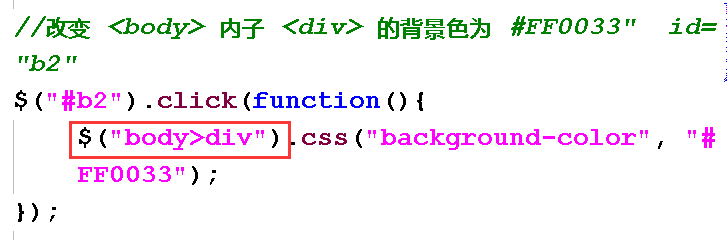 //改变 <body> 内子 <div> 的背景色为 #FF0033"  id=
"b2"
$("#b2").click(function(){
$("body>div").css("background-color", "#
FF0033");
});